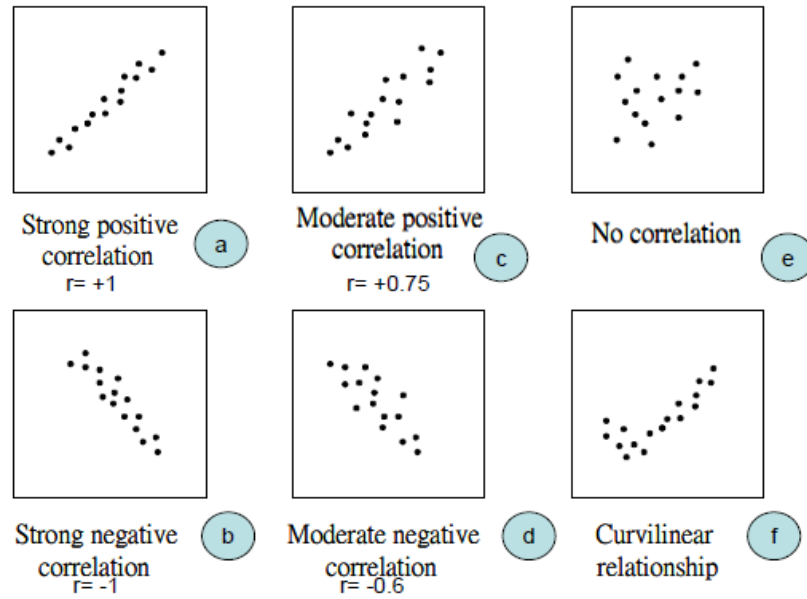 Strong positive
correlation
r= +1
a
Moderate positive
correlation
r= +0.75
c
No correlation
e
Strong negative
correlation
r= -1
b
Moderate negative
correlation
r= -0.6
d
Curvilinear
relationship
f